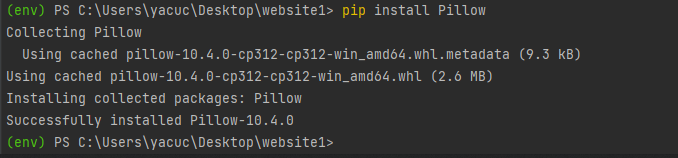 (env) PS C:\Users\yacuc\Desktop\website1> pip install Pillow
Collecting Pillow
  Using cached pillow-10.4.0-cp312-cp312-win_amd64.whl.metadata (9.3 kB)
Using cached pillow-10.4.0-cp312-cp312-win_amd64.whl (2.6 MB)
Installing collected packages: Pillow
Successfully installed Pillow-10.4.0
(env) PS C:\Users\yacuc\Desktop\website1>